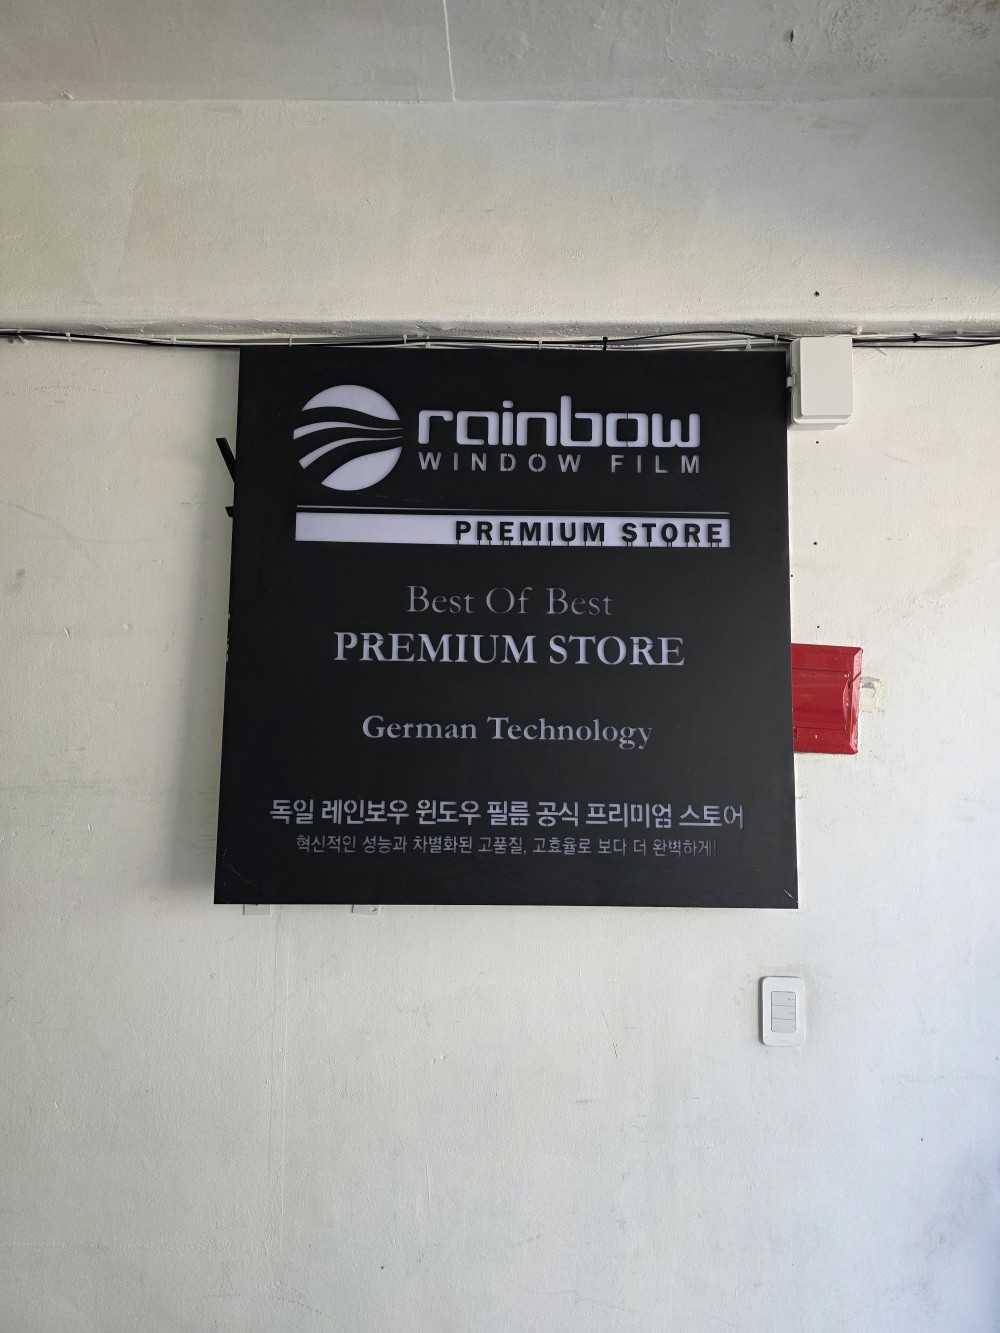 rainbow
WINDOW FILM
PREMIUM STORE
Best Of Best
PREMIUM STORE
German Technology
독일 레인보우 윈도우 필름 공식 프리미엄 스토어
혁신적인 성능과 차별화된 고품질, 고효율로 보다 더 완벽하게!